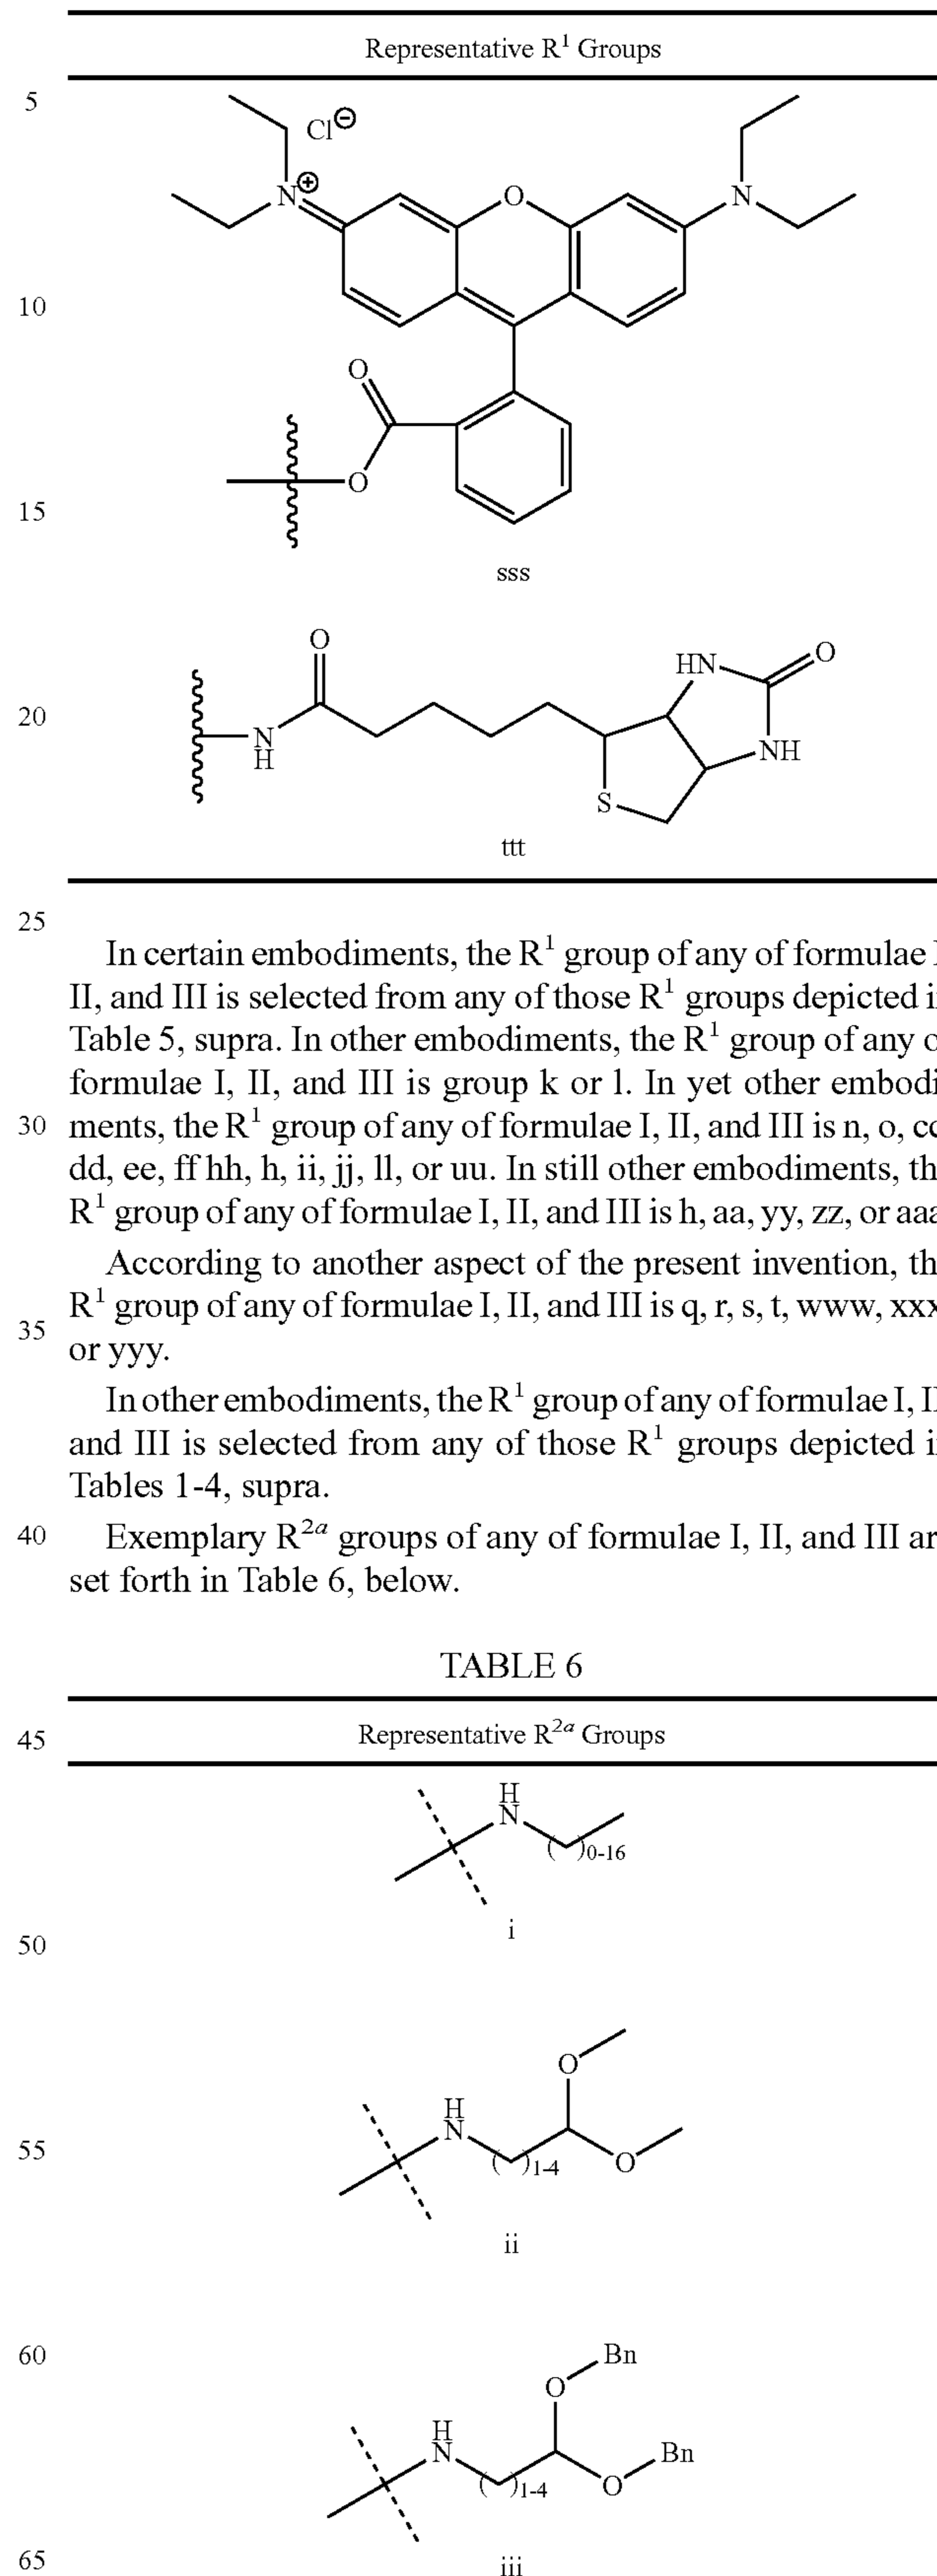 Representative R¹ Groups
5
Cl⊖
N⊕
O
N
10
O
O
15
sss
O
HN
O
20
N
H
NH
S
ttt
25
In certain embodiments, the R¹ group of any of formulae
II, and III is selected from any of those R¹ groups depicted
Table 5, supra. In other embodiments, the R¹ group of any
formulae I, II, and III is group k or l. In yet other embodi
30
ments, the R¹ group of any of formulae I, II, and III is n, o, cc
dd, ee, ff hh, h, ii, jj, ll, or uu. In still other embodiments, th
R¹ group of any of formulae I, II, and III is h, aa, yy, zz, or aaa
According to another aspect of the present invention, th
R¹ group of any of formulae I, II, and III is q, r, s, t, www, xxx
35
or yyy.
In other embodiments, the R¹ group of any of formulae I, II
and III is selected from any of those R¹ groups depicted
Tables 1-4, supra.
40
Exemplary R²ᵃ groups of any of formulae I, II, and III ar
set forth in Table 6, below.
TABLE 6
45
Representative R²ᵃ Groups
H
N
( )0-16
i
50
O
H
N
55
( )1-4
O
ii
60
Bn
O
H
N
Bn
( )1-4
O
65
iii